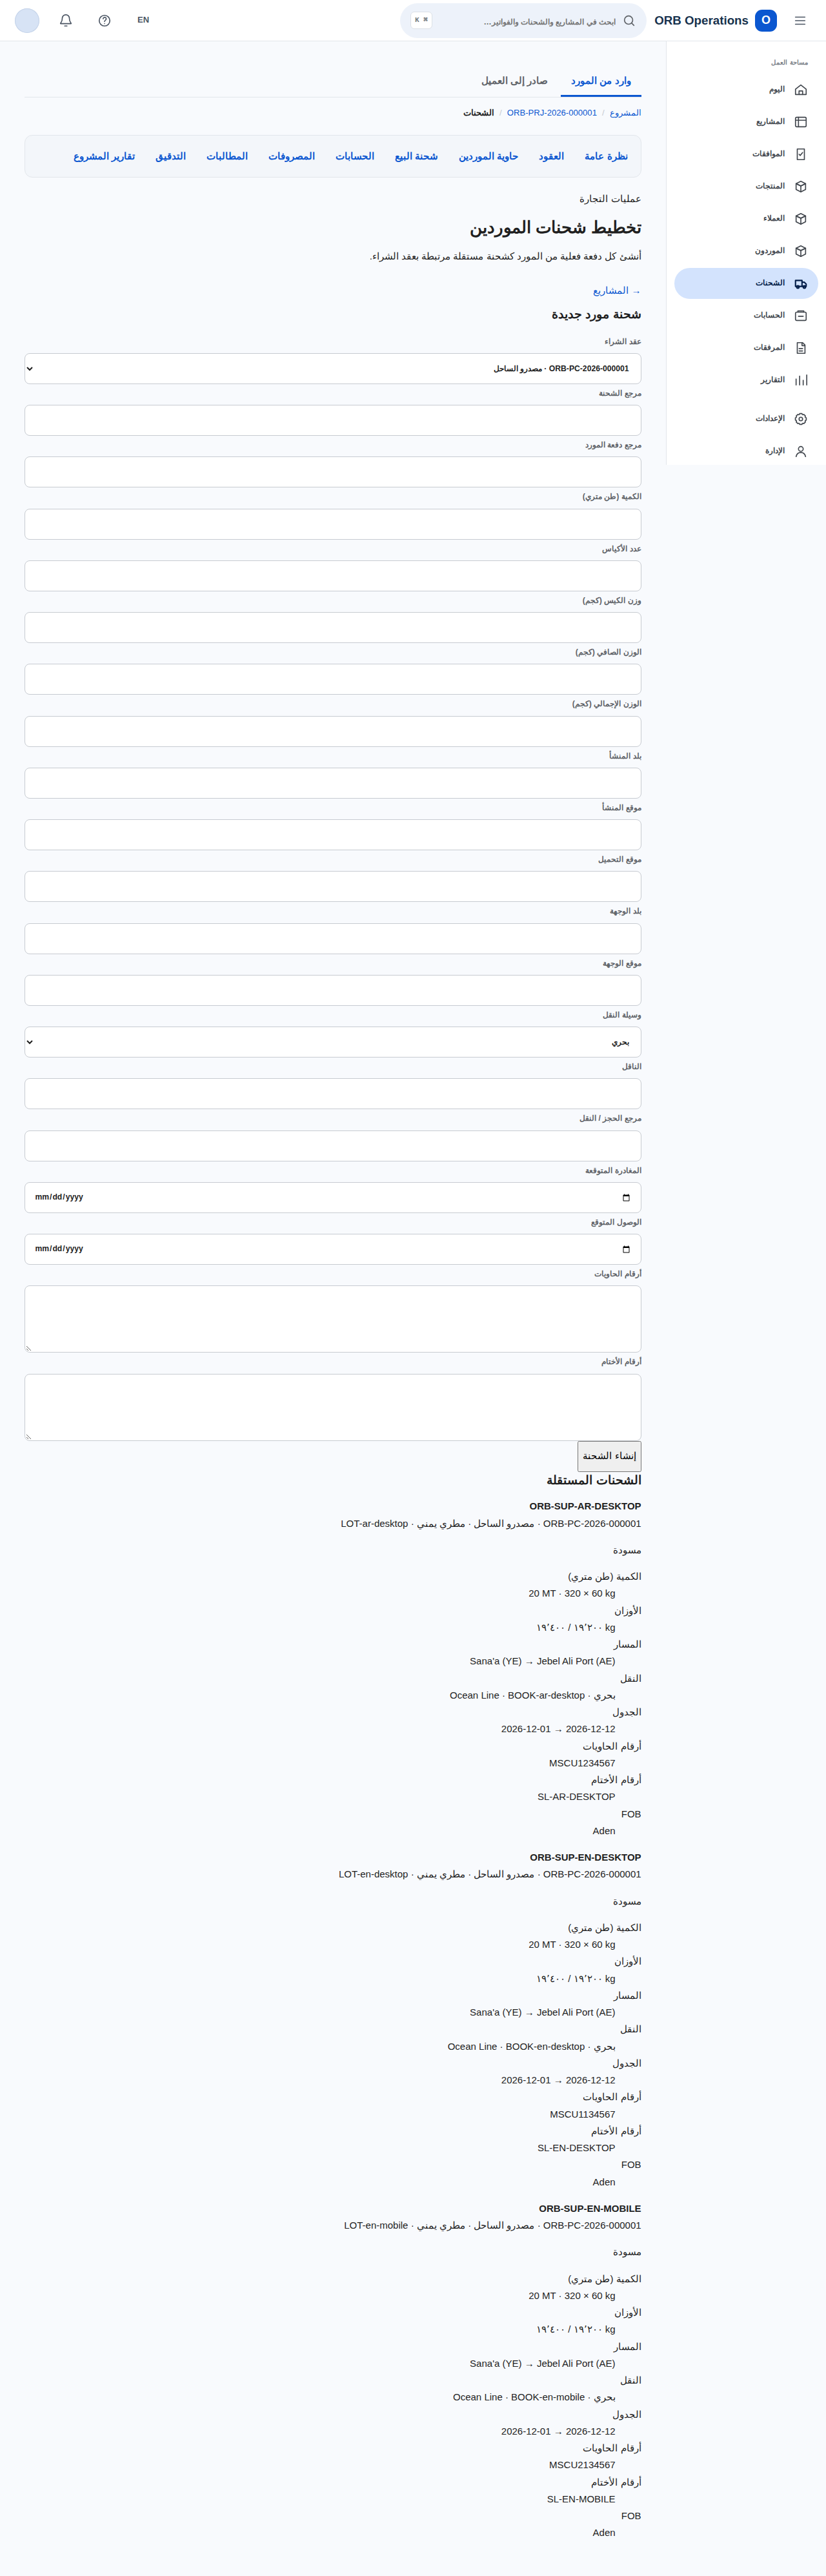 ORB Operations
O
ابحث في المشاريع والشحنات والفواتير...
⌘ K
EN
مساحة العمل
اليوم
المشاريع
الموافقات
المنتجات
العملاء
الموردون
الشحنات
الحسابات
المرفقات
التقارير
الإعدادات
الإدارة
وارد من المورد
صادر إلى العميل
المشروع / ORB-PRJ-2026-000001 / الشحنات
نظرة عامة
العقود
حاوية الموردين
شحنة البيع
الحسابات
المصروفات
المطالبات
التدقيق
تقارير المشروع
عمليات التجارة
تخطيط شحنات الموردين
أنشئ كل دفعة فعلية من المورد كشحنة مستقلة مرتبطة بعقد الشراء.
→ المشاريع
شحنة مورد جديدة
عقد الشراء
ORB-PC-2026-000001 · مصدرو الساحل
مرجع الشحنة
مرجع دفعة المورد
الكمية (طن متري)
عدد الأكياس
وزن الكيس (كجم)
الوزن الصافي (كجم)
الوزن الإجمالي (كجم)
بلد المنشأ
موقع المنشأ
موقع التحميل
بلد الوجهة
موقع الوجهة
وسيلة النقل
بحري
الناقل
مرجع الحجز / النقل
المغادرة المتوقعة
mm/dd/yyyy
الوصول المتوقع
mm/dd/yyyy
أرقام الحاويات
أرقام الأختام
إنشاء الشحنة
الشحنات المستقلة
ORB-SUP-AR-DESKTOP
ORB-PC-2026-000001 · مصدرو الساحل · مطري يمني · LOT-ar-desktop
مسودة
الكمية (طن متري)
20 MT · 320 × 60 kg
الأوزان
١٩٬٢٠٠ / ١٩٬٤٠٠ kg
المسار
Sana'a (YE) → Jebel Ali Port (AE)
النقل
بحري · Ocean Line · BOOK-ar-desktop
الجدول
2026-12-01 → 2026-12-12
أرقام الحاويات
MSCU1234567
أرقام الأختام
SL-AR-DESKTOP
FOB
Aden
ORB-SUP-EN-DESKTOP
ORB-PC-2026-000001 · مصدرو الساحل · مطري يمني · LOT-en-desktop
مسودة
الكمية (طن متري)
20 MT · 320 × 60 kg
الأوزان
١٩٬٢٠٠ / ١٩٬٤٠٠ kg
المسار
Sana'a (YE) → Jebel Ali Port (AE)
النقل
بحري · Ocean Line · BOOK-en-desktop
الجدول
2026-12-01 → 2026-12-12
أرقام الحاويات
MSCU1134567
أرقام الأختام
SL-EN-DESKTOP
FOB
Aden
ORB-SUP-EN-MOBILE
ORB-PC-2026-000001 · مصدرو الساحل · مطري يمني · LOT-en-mobile
مسودة
الكمية (طن متري)
20 MT · 320 × 60 kg
الأوزان
١٩٬٢٠٠ / ١٩٬٤٠٠ kg
المسار
Sana'a (YE) → Jebel Ali Port (AE)
النقل
بحري · Ocean Line · BOOK-en-mobile
الجدول
2026-12-01 → 2026-12-12
أرقام الحاويات
MSCU2134567
أرقام الأختام
SL-EN-MOBILE
FOB
Aden